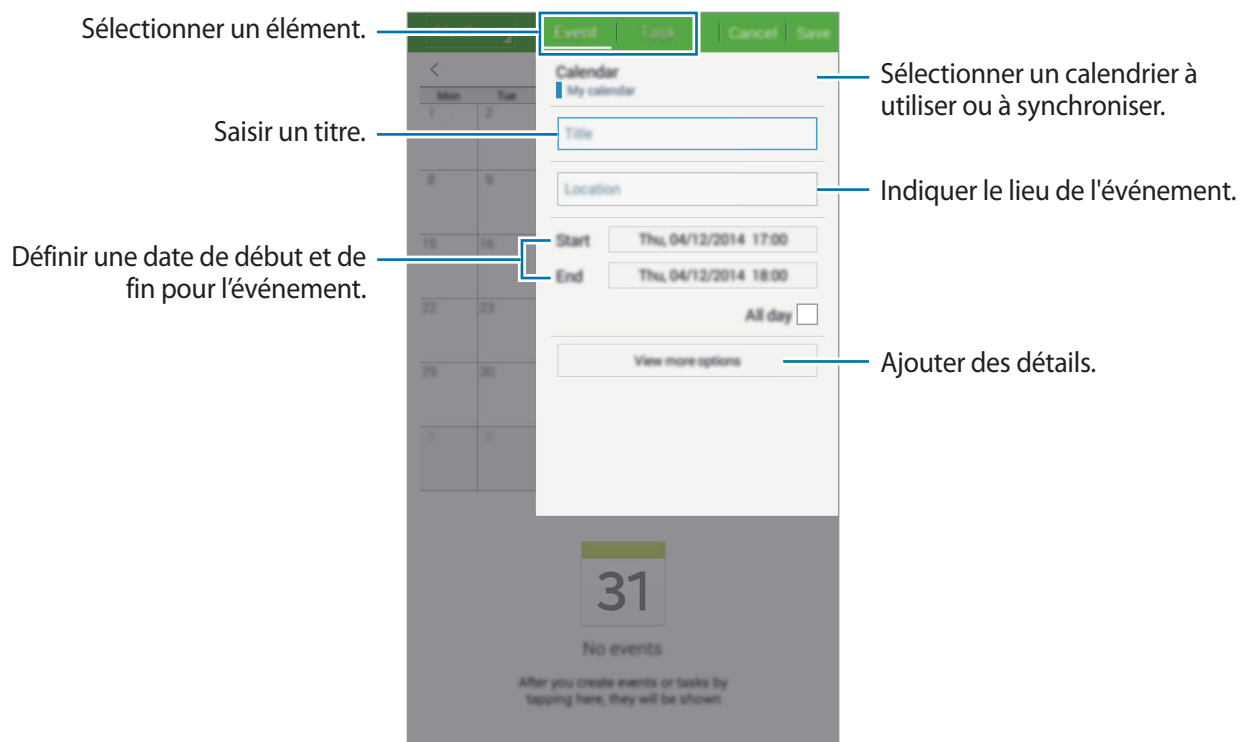 Sélectionner un élément.
Event
Task
Cancel
Save
Calendar
My calendar
Sélectionner un calendrier à
utiliser ou à synchroniser.
Mon
Tue
1
2
Saisir un titre.
Title
8
9
Location
Indiquer le lieu de l'événement.
15
16
Définir une date de début et de
fin pour l’événement.
Start
Thu, 04/12/2014 17:00
End
Thu, 04/12/2014 18:00
22
23
All day
View more options
Ajouter des détails.
29
30
31
No events
After you create events or tasks by
tapping here, they will be shown